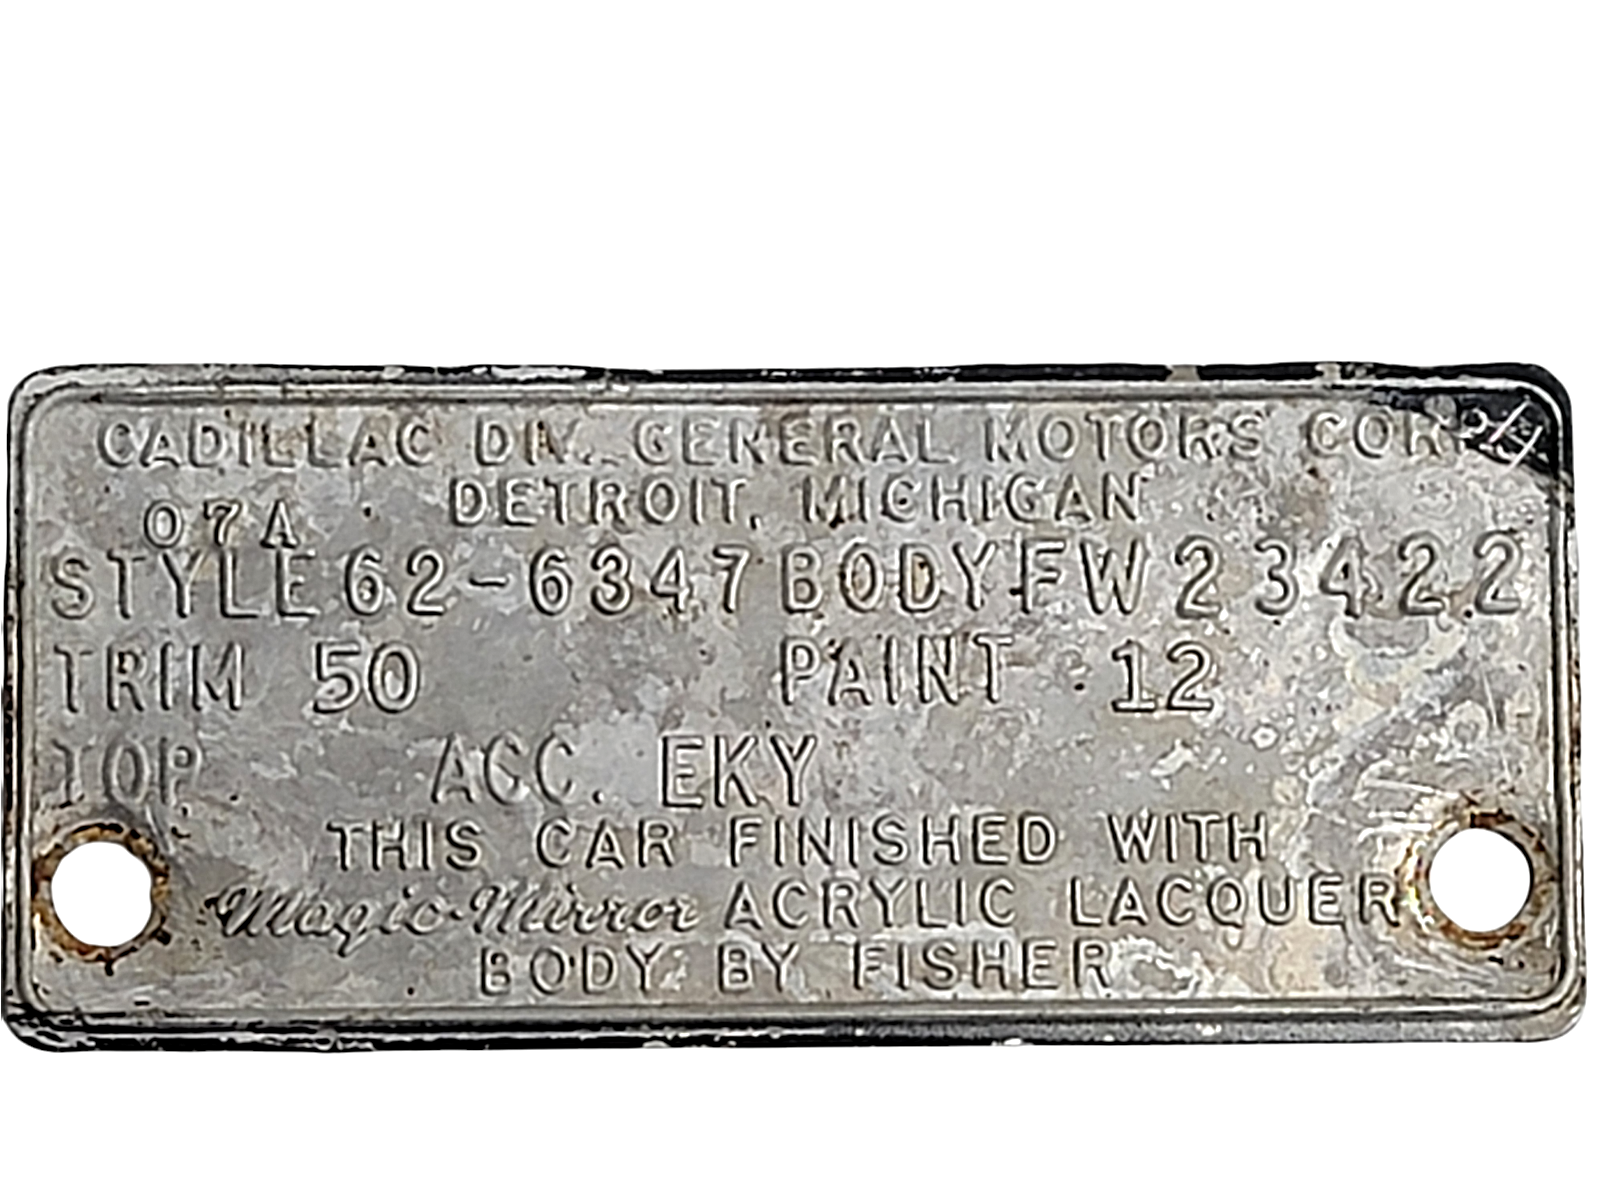 CADILLAC DIV. GENERAL MOTORS CORP
DETROIT, MICHIGAN
07A
STYLE 62-6347 BODY FW 23422
TRIM 50 PAINT 12
TOP ACC. EKY
THIS CAR FINISHED WITH
Magic-Mirror ACRYLIC LACQUER
BODY BY FISHER